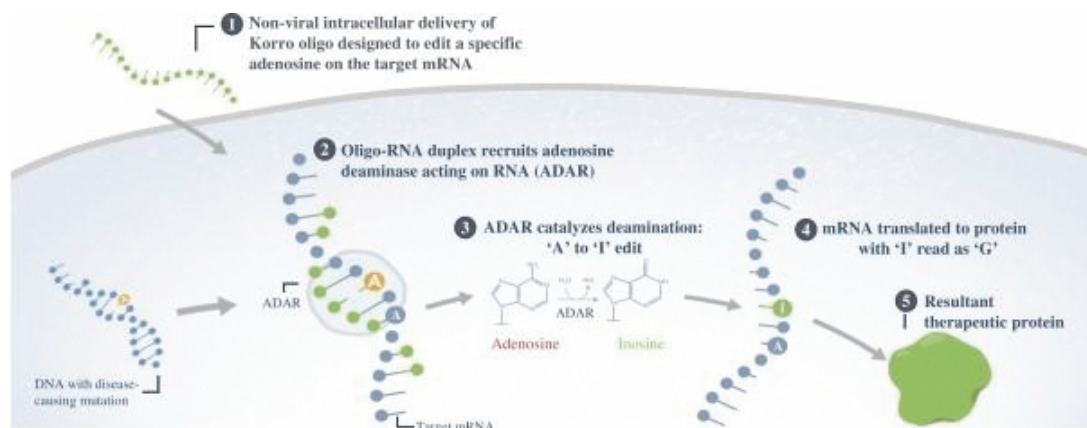 1 Non-viral intracellular delivery of
Korro oligo designed to edit a specific
adenosine on the target mRNA
2 Oligo-RNA duplex recruits adenosine
deaminase acting on RNA (ADAR)
3 ADAR catalyzes deamination:
'A' to 'I' edit
4 mRNA translated to protein
with 'I' read as 'G'
5 Resultant
therapeutic protein
A
ADAR
A
ADAR
Adenosine
Inosine
I
A
DNA with disease-
causing mutation
Target mRNA